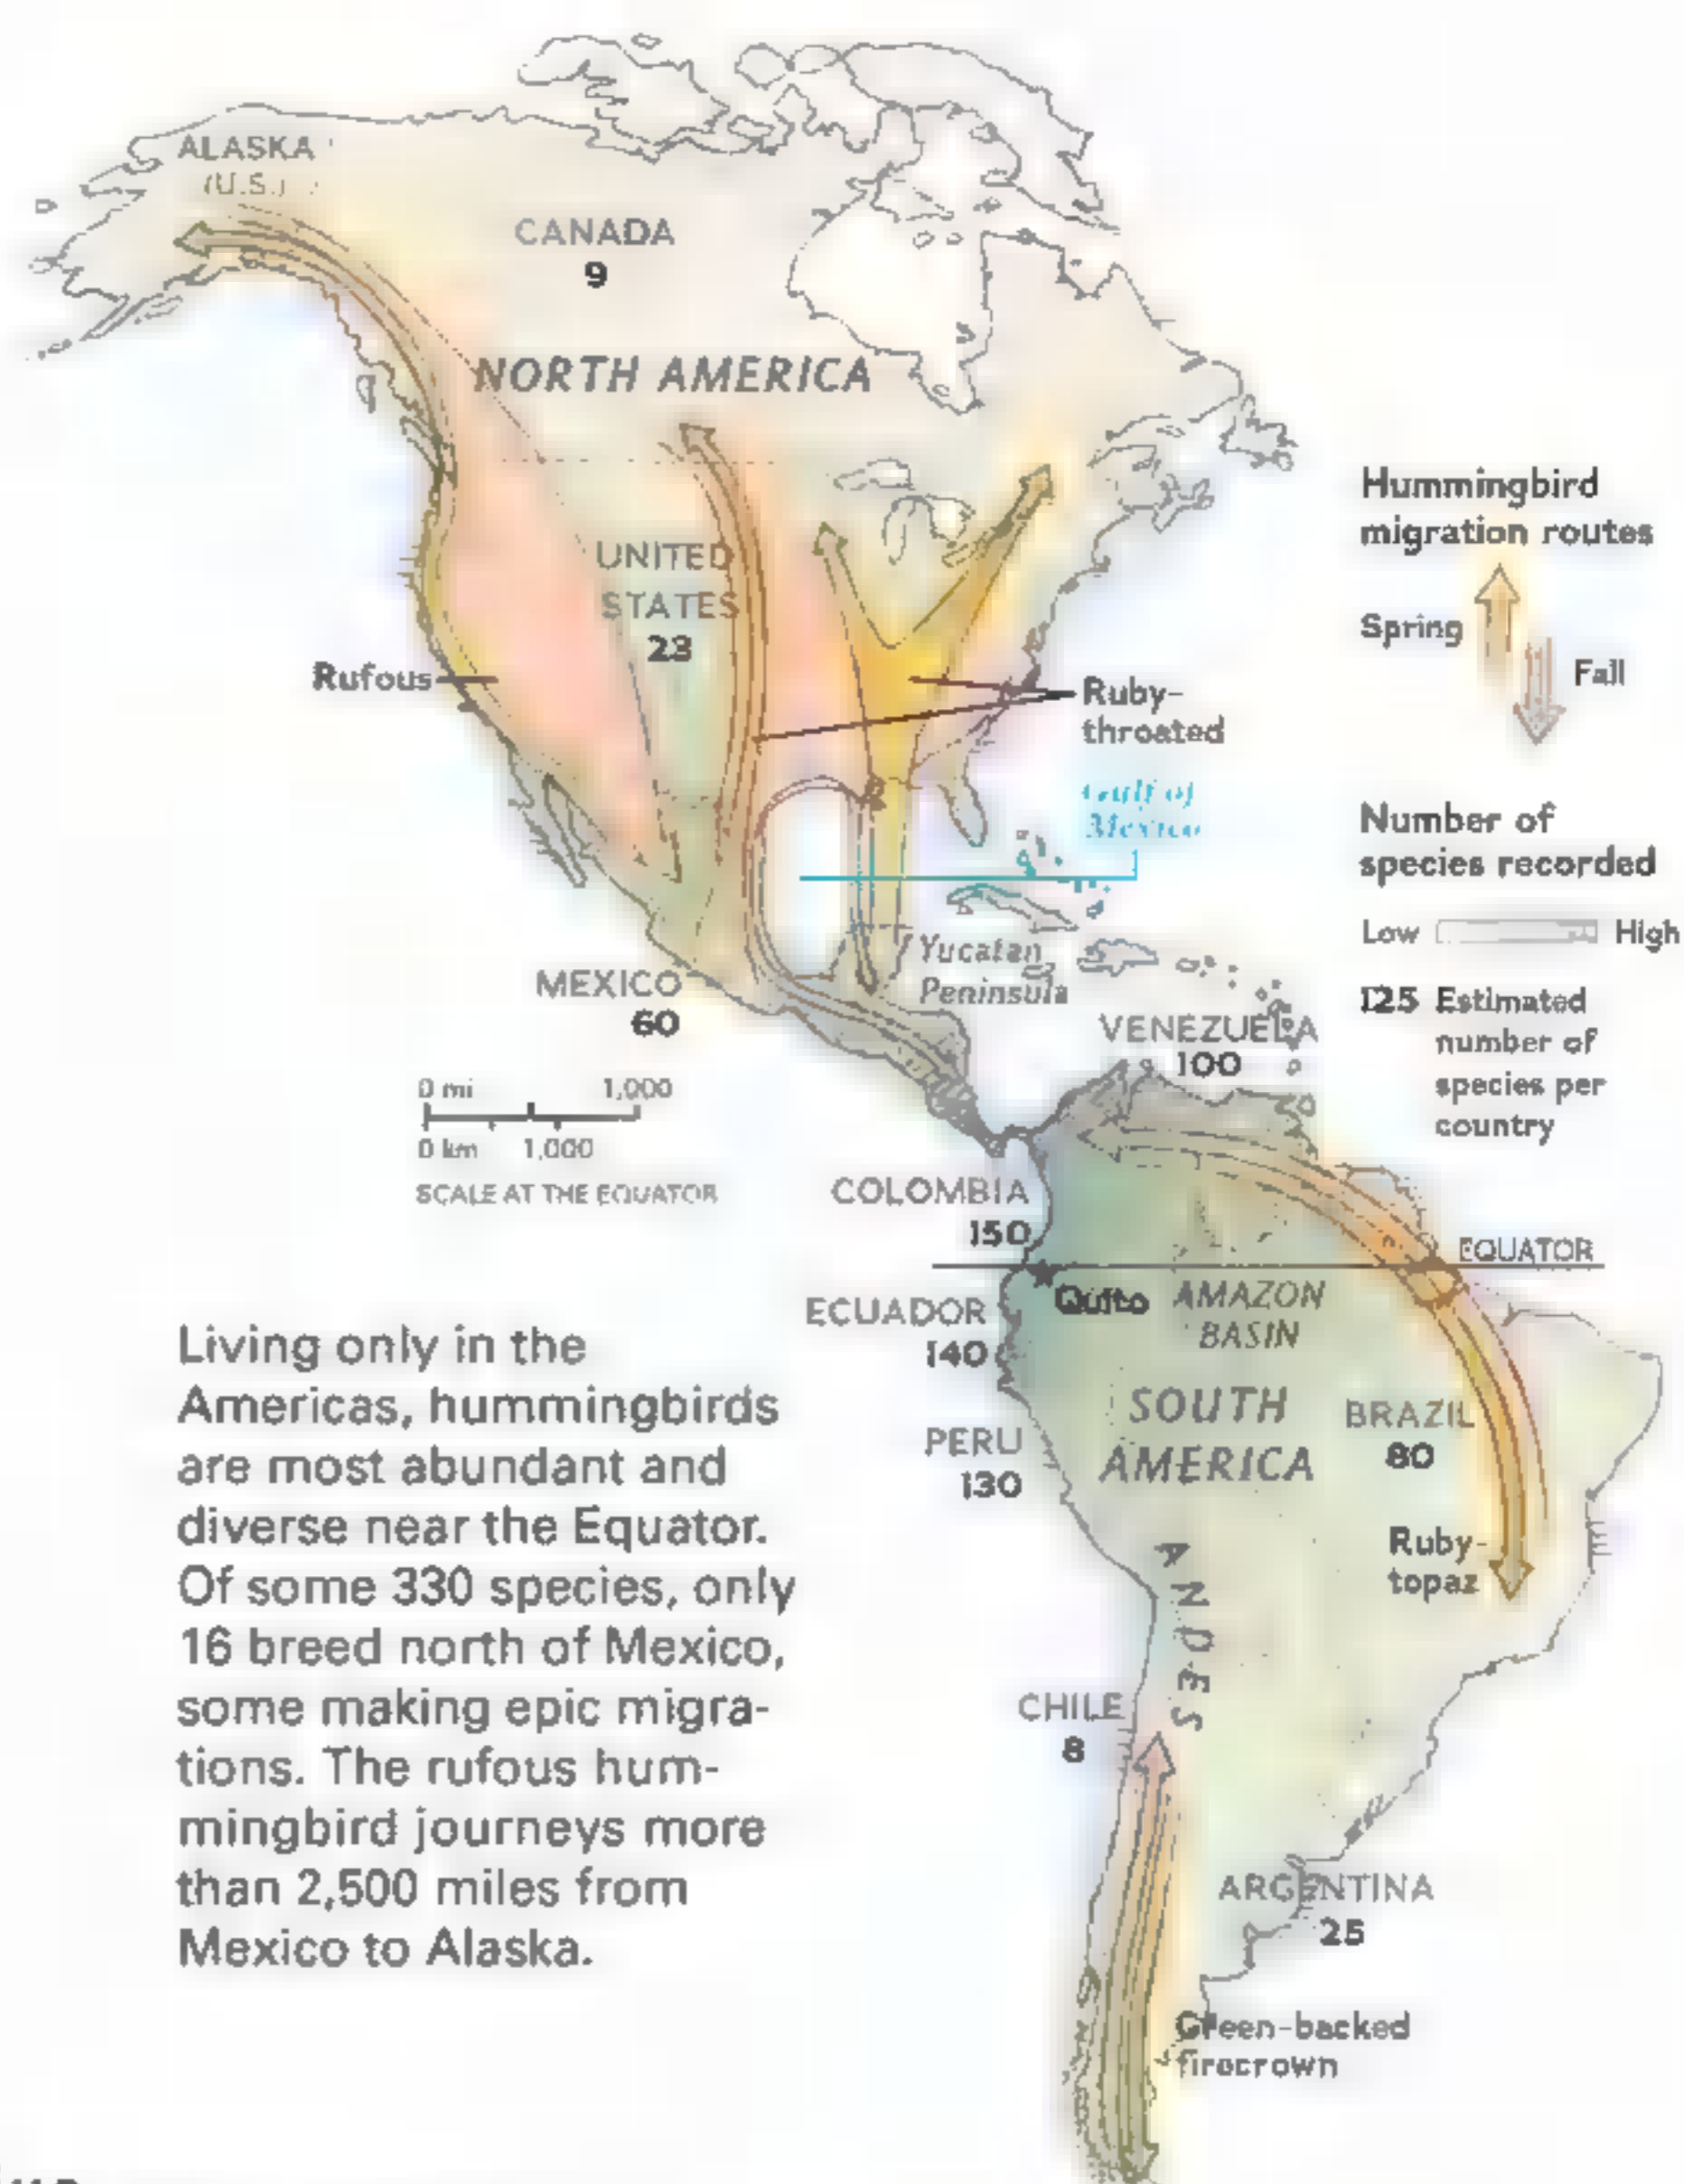 ALASKA
(U.S.)
CANADA
9
NORTH AMERICA
UNITED
STATES
23
Rufous
Ruby-
throated
Gulf of
Mexico
Yucatan
Peninsula
MEXICO
60
0 mi 1,000
0 km 1,000
SCALE AT THE EQUATOR
Hummingbird
migration routes
Spring
Fall
Number of
species recorded
Low High
125 Estimated
number of
species per
country
VENEZUELA
100
COLOMBIA
150
EQUATOR
Quito
AMAZON
BASIN
ECUADOR
140
SOUTH
AMERICA
BRAZIL
80
PERU
130
Ruby-
topaz
ANDES
CHILE
8
ARGENTINA
25
Green-backed
firecrown
Living only in the
Americas, hummingbirds
are most abundant and
diverse near the Equator.
Of some 330 species, only
16 breed north of Mexico,
some making epic migra-
tions. The rufous hum-
mingbird journeys more
than 2,500 miles from
Mexico to Alaska.